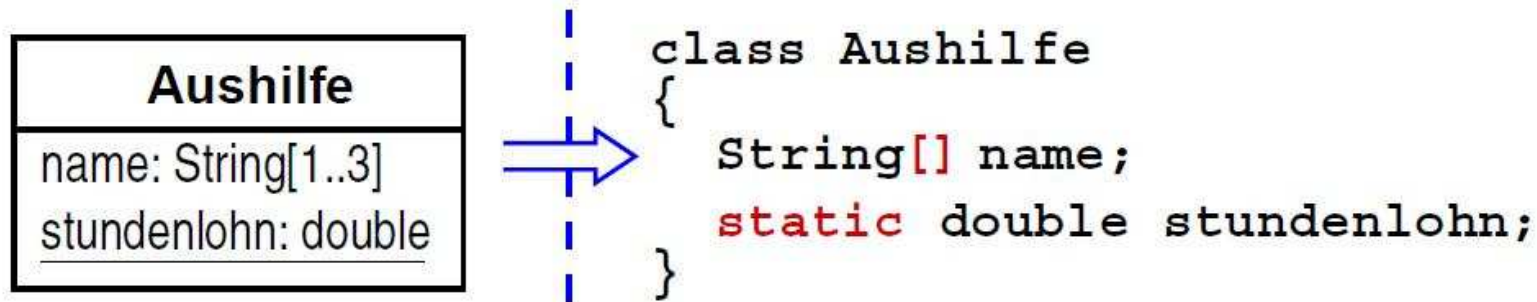 Aushilfe
name: String[1..3]
stundenlohn: double
class Aushilfe
{
String[] name;
static double stundenlohn;
}